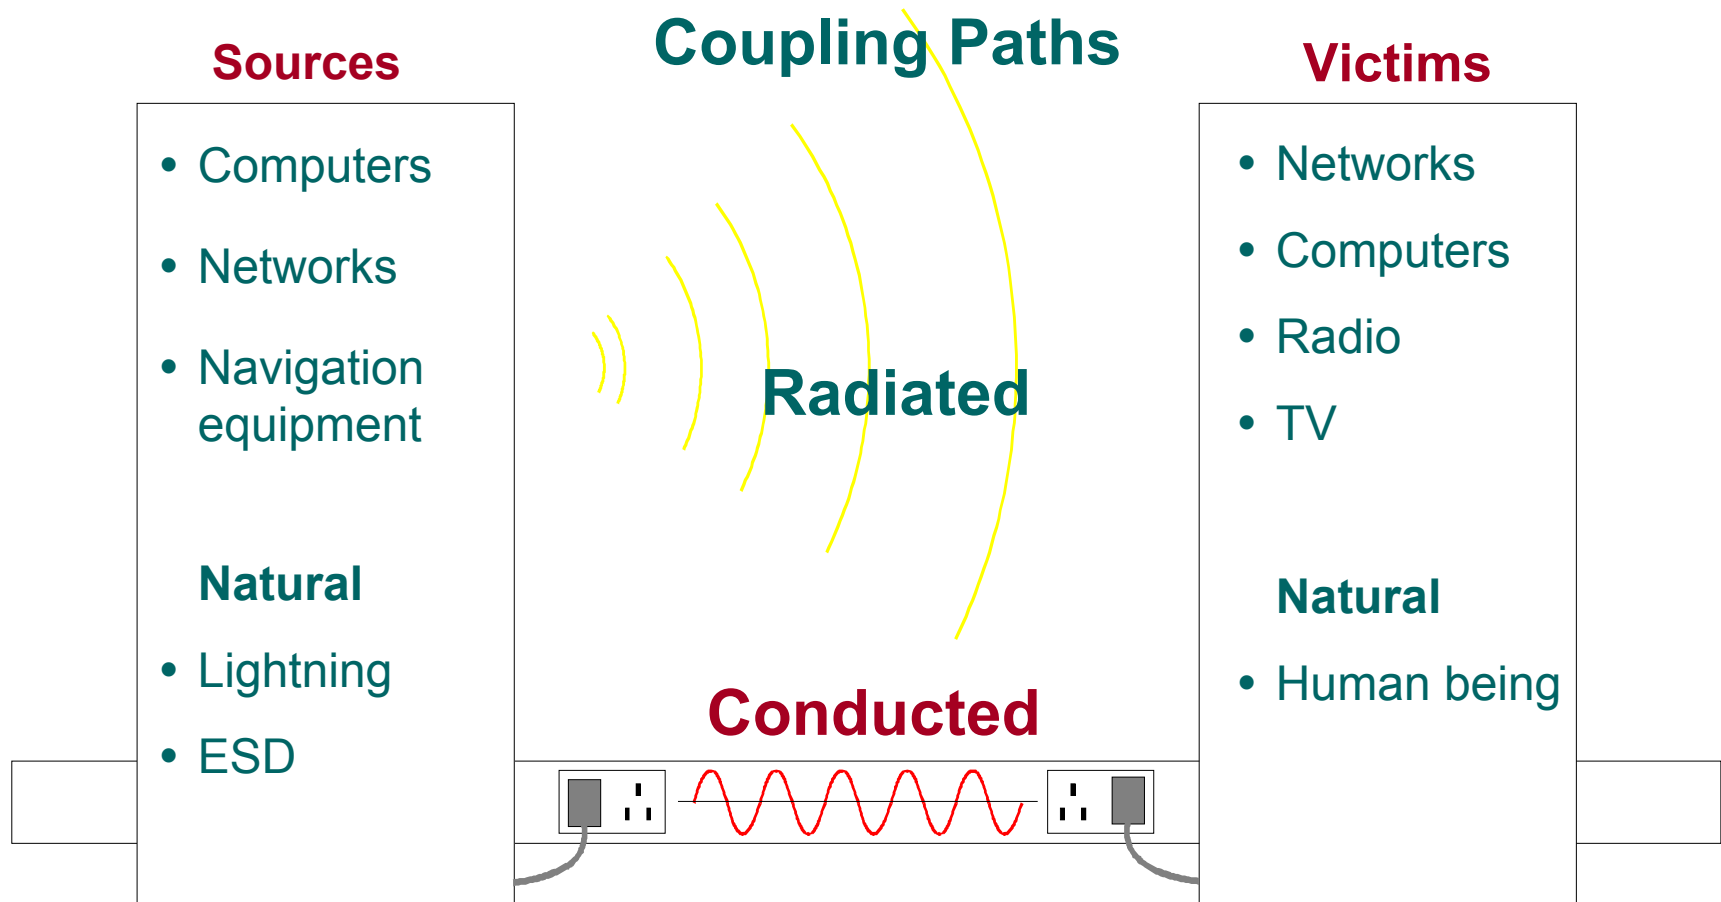 Coupling Paths
Sources
• Computers
• Networks
• Navigation
equipment
Natural
• Lightning
• ESD
Radiated
Conducted
Victims
• Networks
• Computers
• Radio
• TV
Natural
• Human being